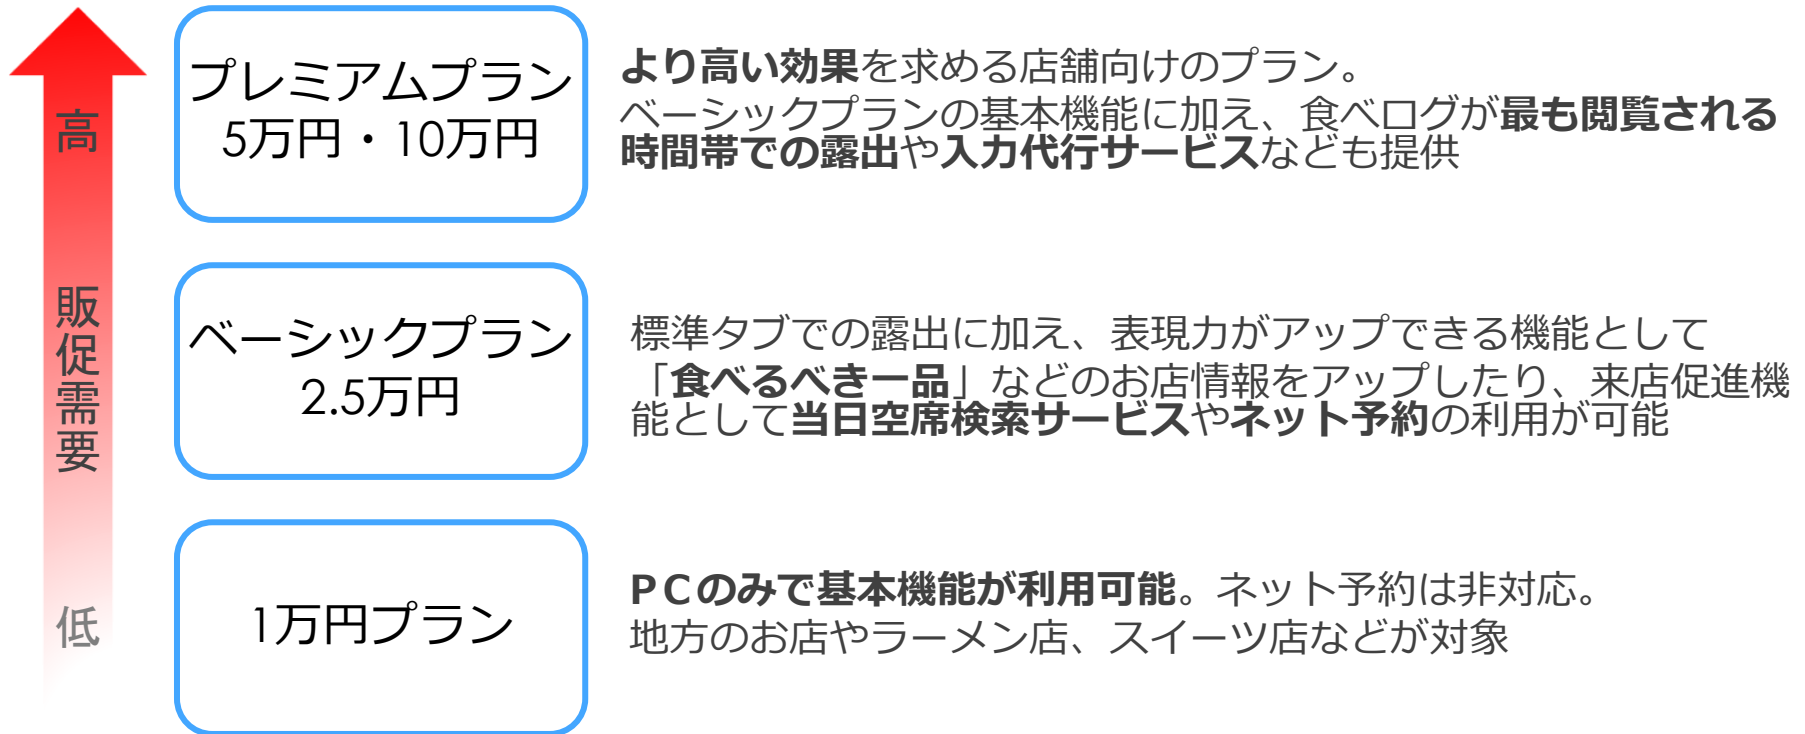 高
販促需要
低
プレミアムプラン
5万円・10万円
より高い効果を求める店舗向けのプラン。
ベーシックプランの基本機能に加え、食べログが最も閲覧される
時間帯での露出や入力代行サービスなども提供
ベーシックプラン
2.5万円
標準タブでの露出に加え、表現力がアップできる機能として
「食べるべき一品」などのお店情報をアップしたり、来店促進機
能として当日空席検索サービスやネット予約の利用が可能
1万円プラン
ＰＣのみで基本機能が利用可能。ネット予約は非対応。
地方のお店やラーメン店、スイーツ店などが対象